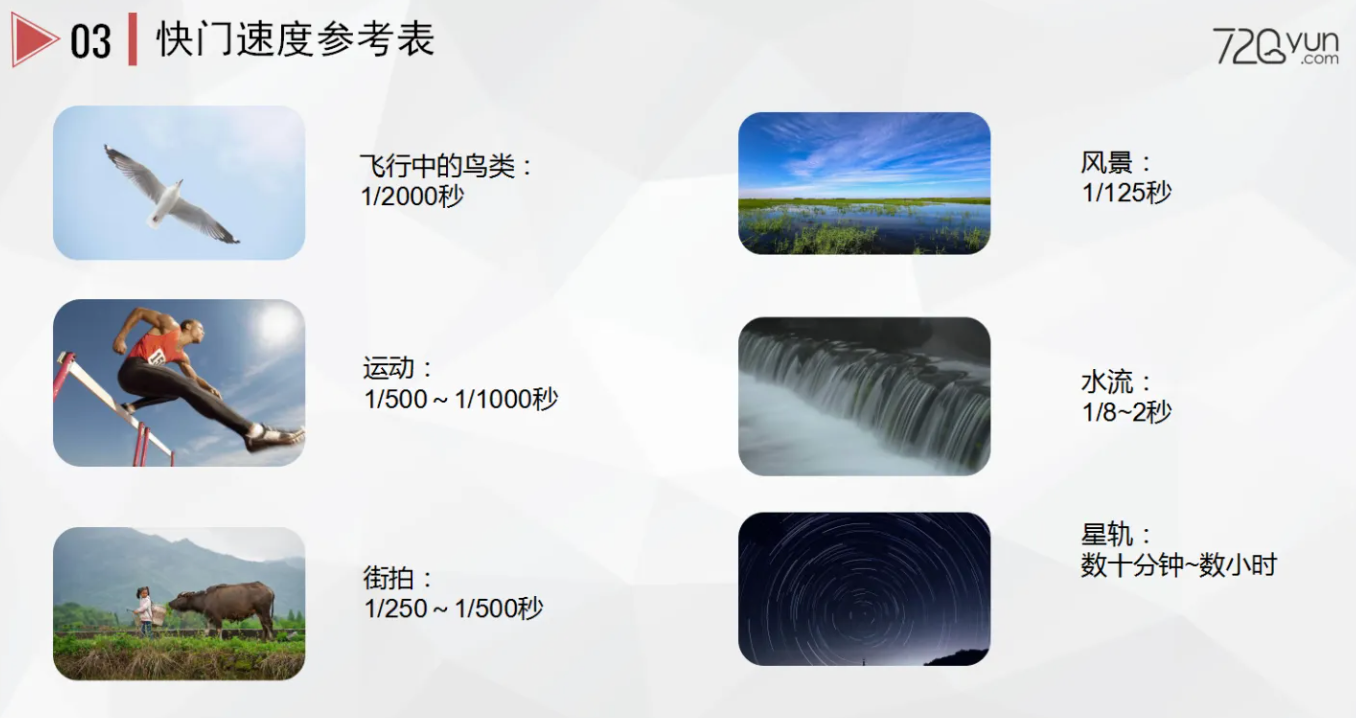 03 快门速度参考表
720yun
.com
飞行中的鸟类：
1/2000秒
运动：
1/500～1/1000秒
街拍：
1/250～1/500秒
风景：
1/125秒
水流：
1/8~2秒
星轨：
数十分钟~数小时